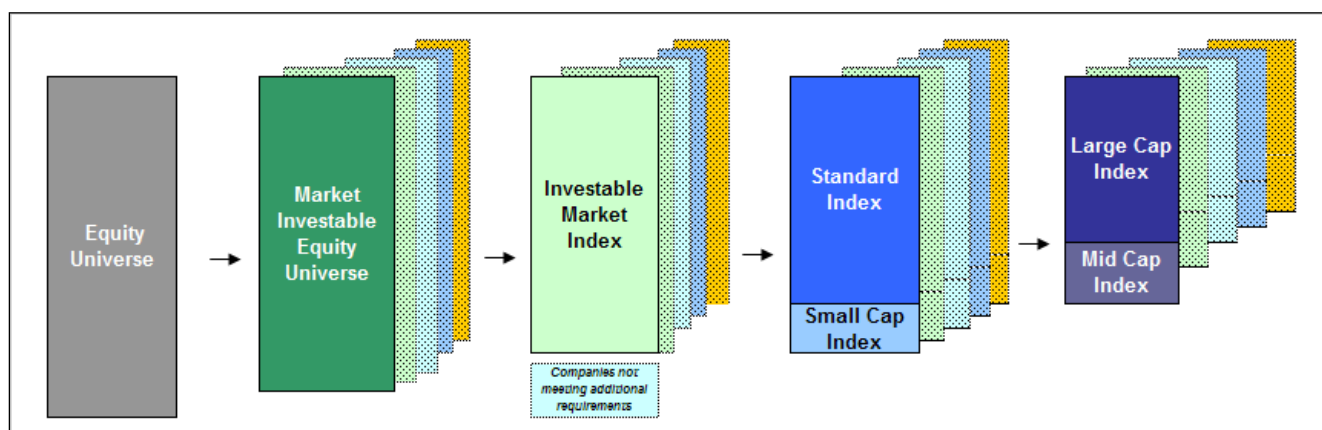 Equity
Universe
Market
Investable
Equity
Universe
Investable
Market
Index
Companies not
meeting additional
requirements
Standard
Index
Small Cap
Index
Large Cap
Index
Mid Cap
Index